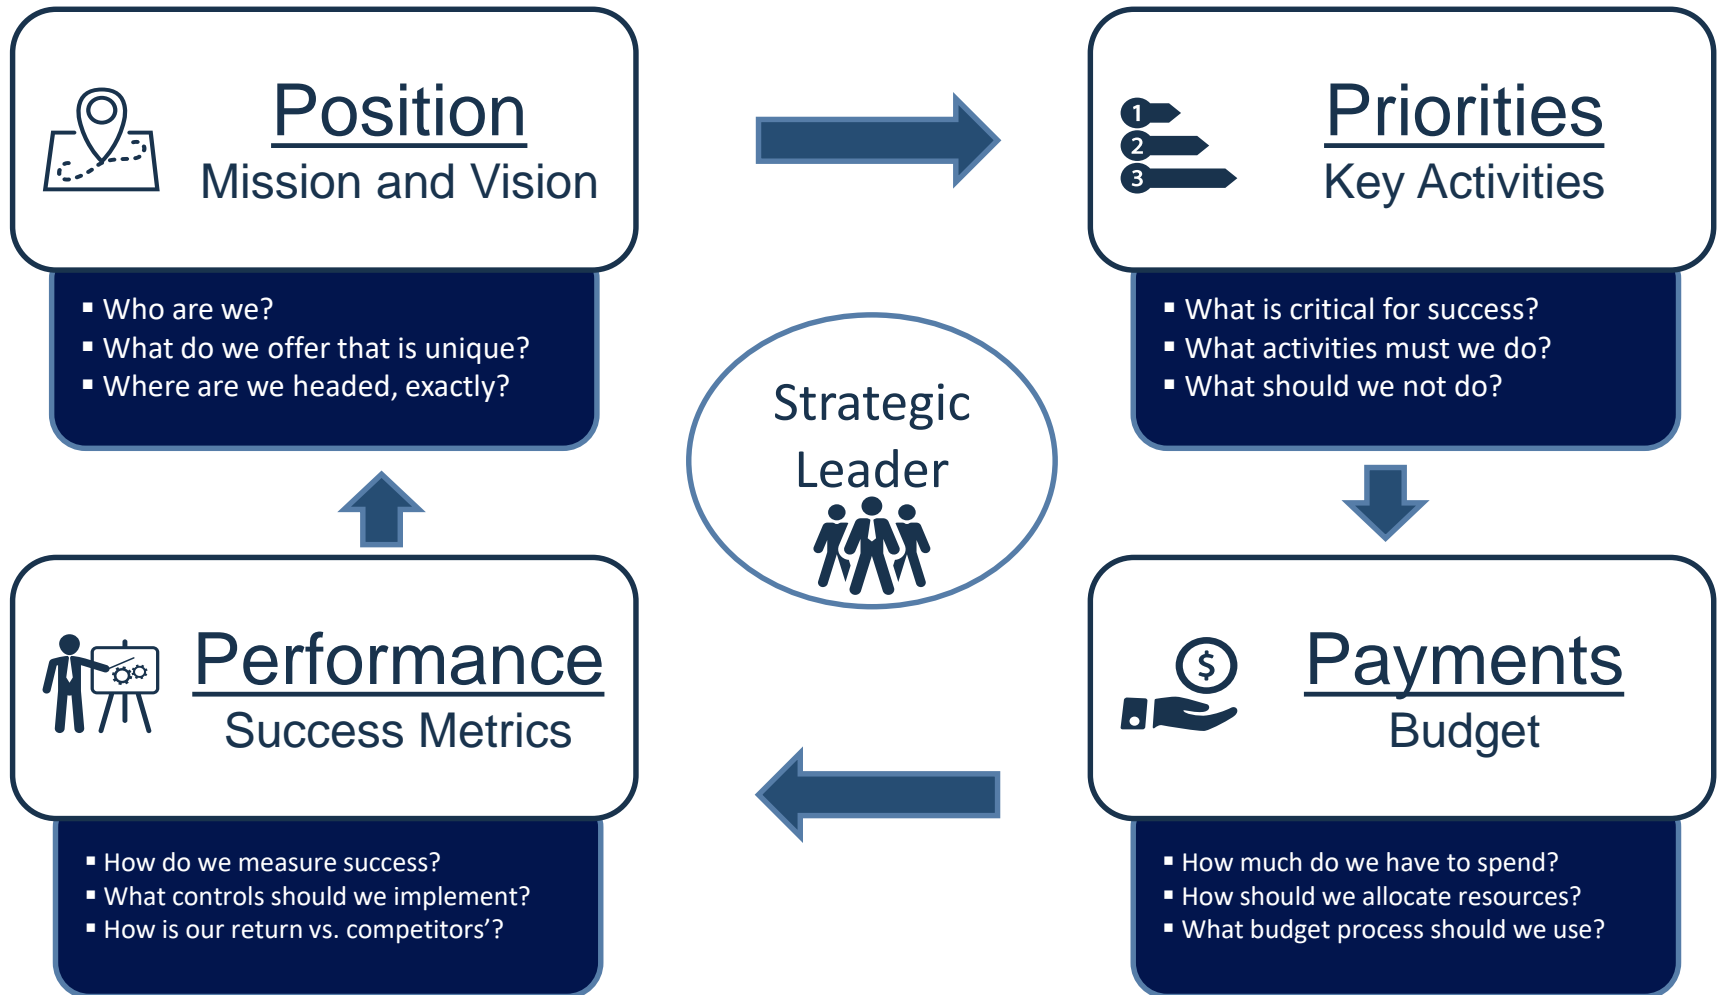 Position
Mission and Vision
▪ Who are we?
▪ What do we offer that is unique?
▪ Where are we headed, exactly?
1
2
3
Priorities
Key Activities
▪ What is critical for success?
▪ What activities must we do?
▪ What should we not do?
Strategic
Leader
Performance
Success Metrics
▪ How do we measure success?
▪ What controls should we implement?
▪ How is our return vs. competitors’?
$
Payments
Budget
▪ How much do we have to spend?
▪ How should we allocate resources?
▪ What budget process should we use?